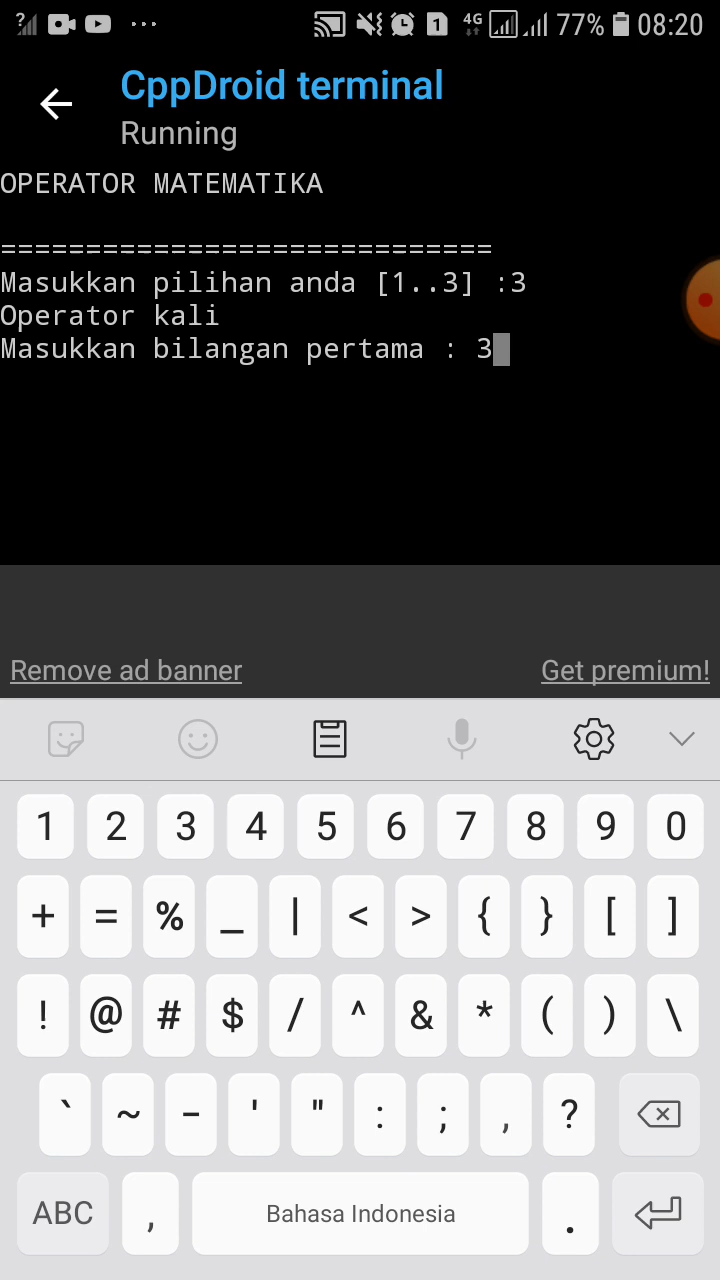 ? 1 4G 77% 08:20
CppDroid terminal
Running
OPERATOR MATEMATIKA
=============================
Masukkan pilihan anda [1..3] :3
Operator kali
Masukkan bilangan pertama : 3
Remove ad banner Get premium!
1 2 3 4 5 6 7 8 9 0
+ = % _ | < > { } [ ]
! @ # $ / ^ & * ( ) \
` ~ - ' " : ; , ?
ABC , Bahasa Indonesia .